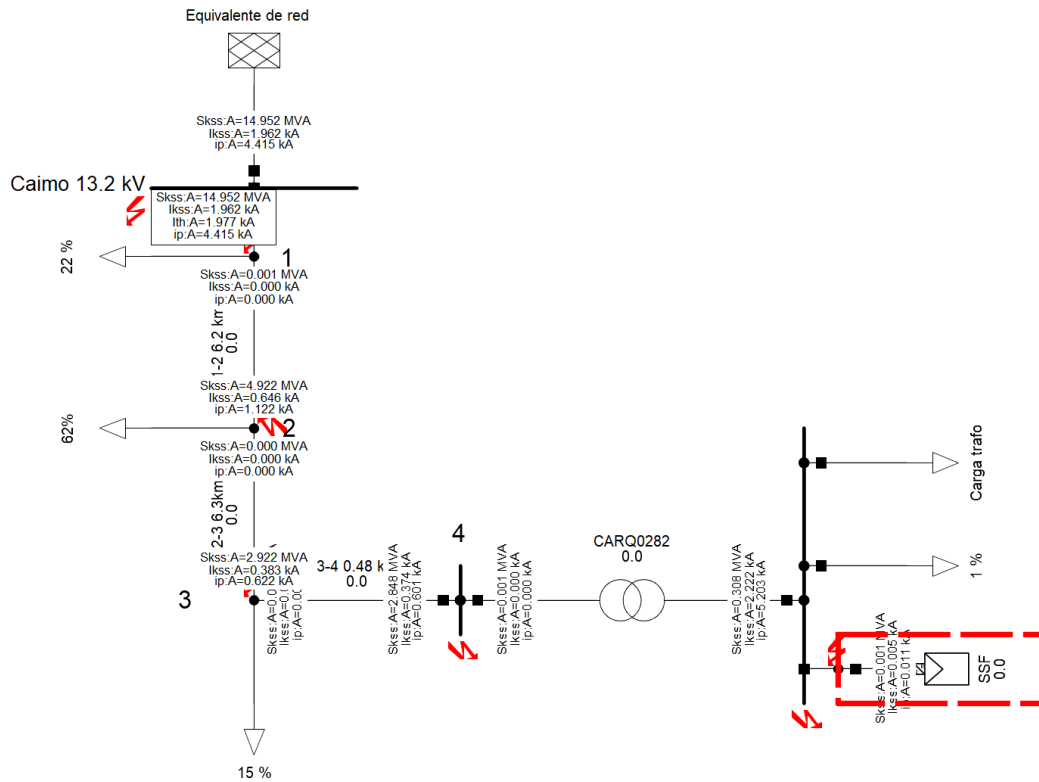 Equivalente de red
Skss:A=14.952 MVA
Ikss:A=1.962 kA
ip:A=4.415 kA
Caimo 13.2 kV
Skss:A=14.952 MVA
Ikss:A=1.962 kA
Ith:A=1.977 kA
ip:A=4.415 kA
22 %
1
Skss:A=0.001 MVA
Ikss:A=0.000 kA
ip:A=0.000 kA
1-2 6.2 km
0.0
Skss:A=4.922 MVA
Ikss:A=0.646 kA
ip:A=1.122 kA
62%
2
Skss:A=0.000 MVA
Ikss:A=0.000 kA
ip:A=0.000 kA
2-3 6.3km
0.0
Skss:A=2.922 MVA
Ikss:A=0.383 kA
ip:A=0.622 kA
3
3-4 0.48 k
0.0
Skss:A=0.0
Ikss:A=0.
ip:A=0.00
Skss:A=2.848 MVA
Ikss:A=0.374 kA
ip:A=0.601 kA
4
Skss:A=0.001 MVA
Ikss:A=0.000 kA
ip:A=0.000 kA
CARQ0282
0.0
Skss:A=0.308 MVA
Ikss:A=2.222 kA
ip:A=5.203 kA
Carga trafo
1 %
Skss:A=0.001 MVA
Ikss:A=0.005 kA
ip:A=0.011 kA
SSF
0.0
15 %